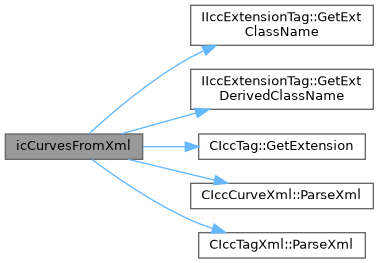 IIccExtensionTag::GetExt
ClassName
IIccExtensionTag::GetExt
DerivedClassName
icCurvesFromXml
CIccTag::GetExtension
CIccCurveXml::ParseXml
CIccTagXml::ParseXml